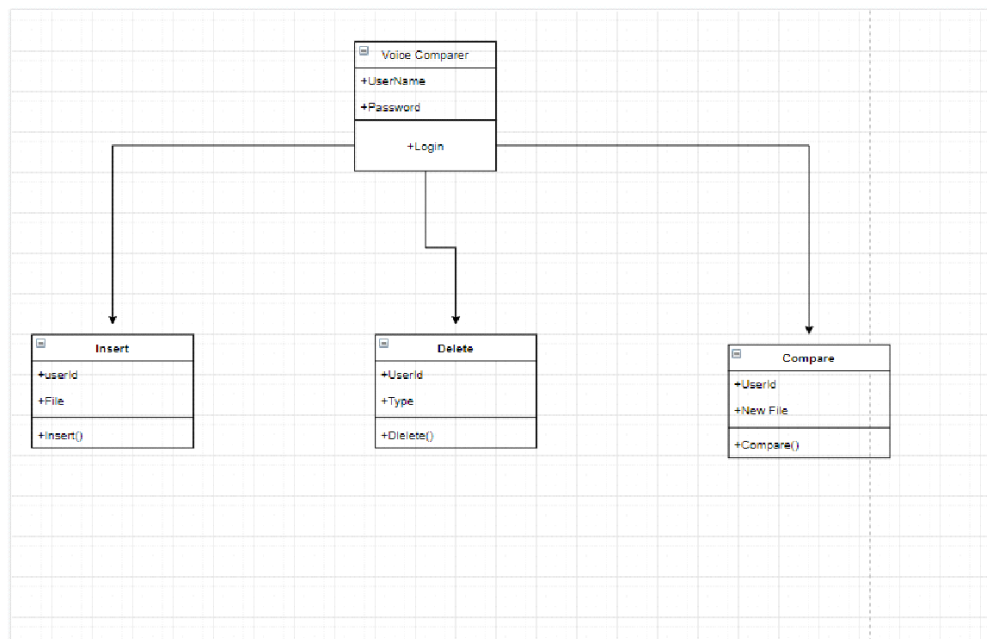 Voice Comparer
+UserName
+Password
+Login
Insert
+userId
+File
+Insert()
Delete
+UserId
+Type
+Dlelete()
Compare
+UserId
+New File
+Compare()